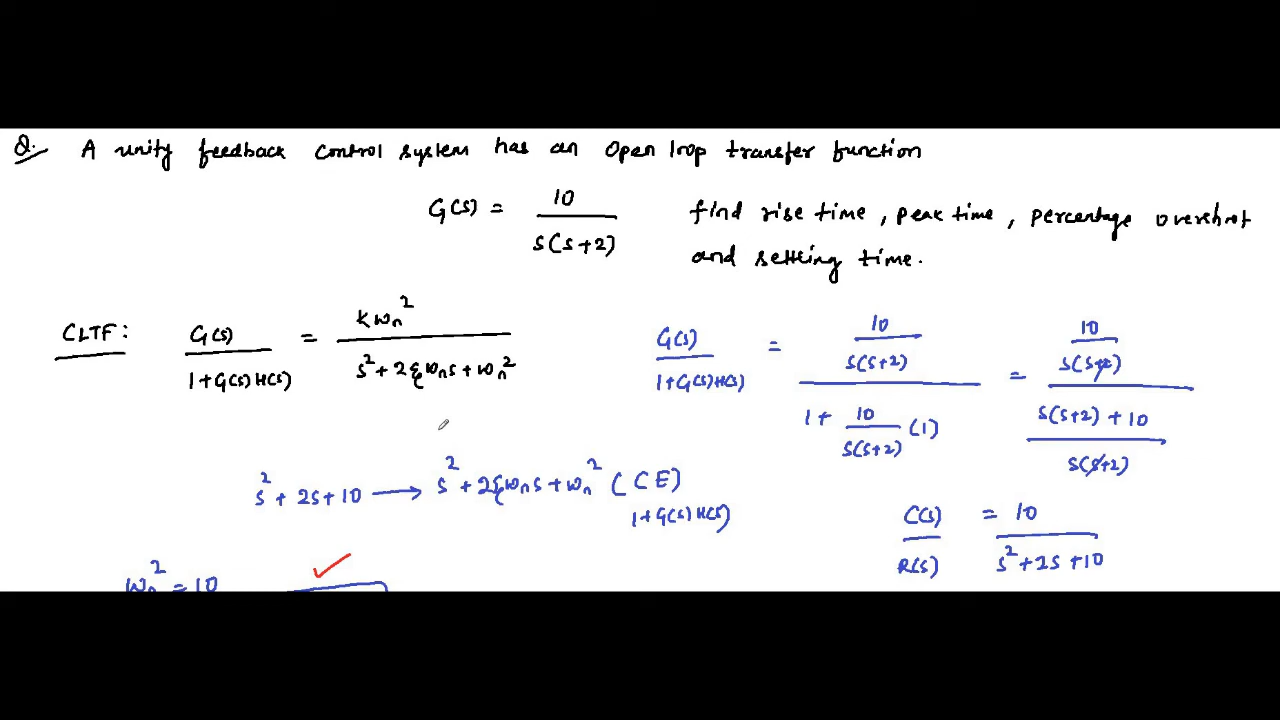 Q. A unity feedback control system has an open loop transfer function
G(s) = 10 / s(s+2) find rise time, peak time, percentage overshoot
and settling time.
CLTF: G(s) / 1+G(s)H(s) = Kωn² / s²+2ξωns+ωn²
G(s) / 1+G(s)H(s) = 10 / s(s+2) / 1+ 10 / s(s+2) (1) = 10 / s(s+2) / s(s+2)+10 / s(s+2)
s²+2s+10 → s²+2ξωns+ωn² (CE)
1+G(s)H(s)
C(s) / R(s) = 10 / s²+2s+10
ωn² = 10